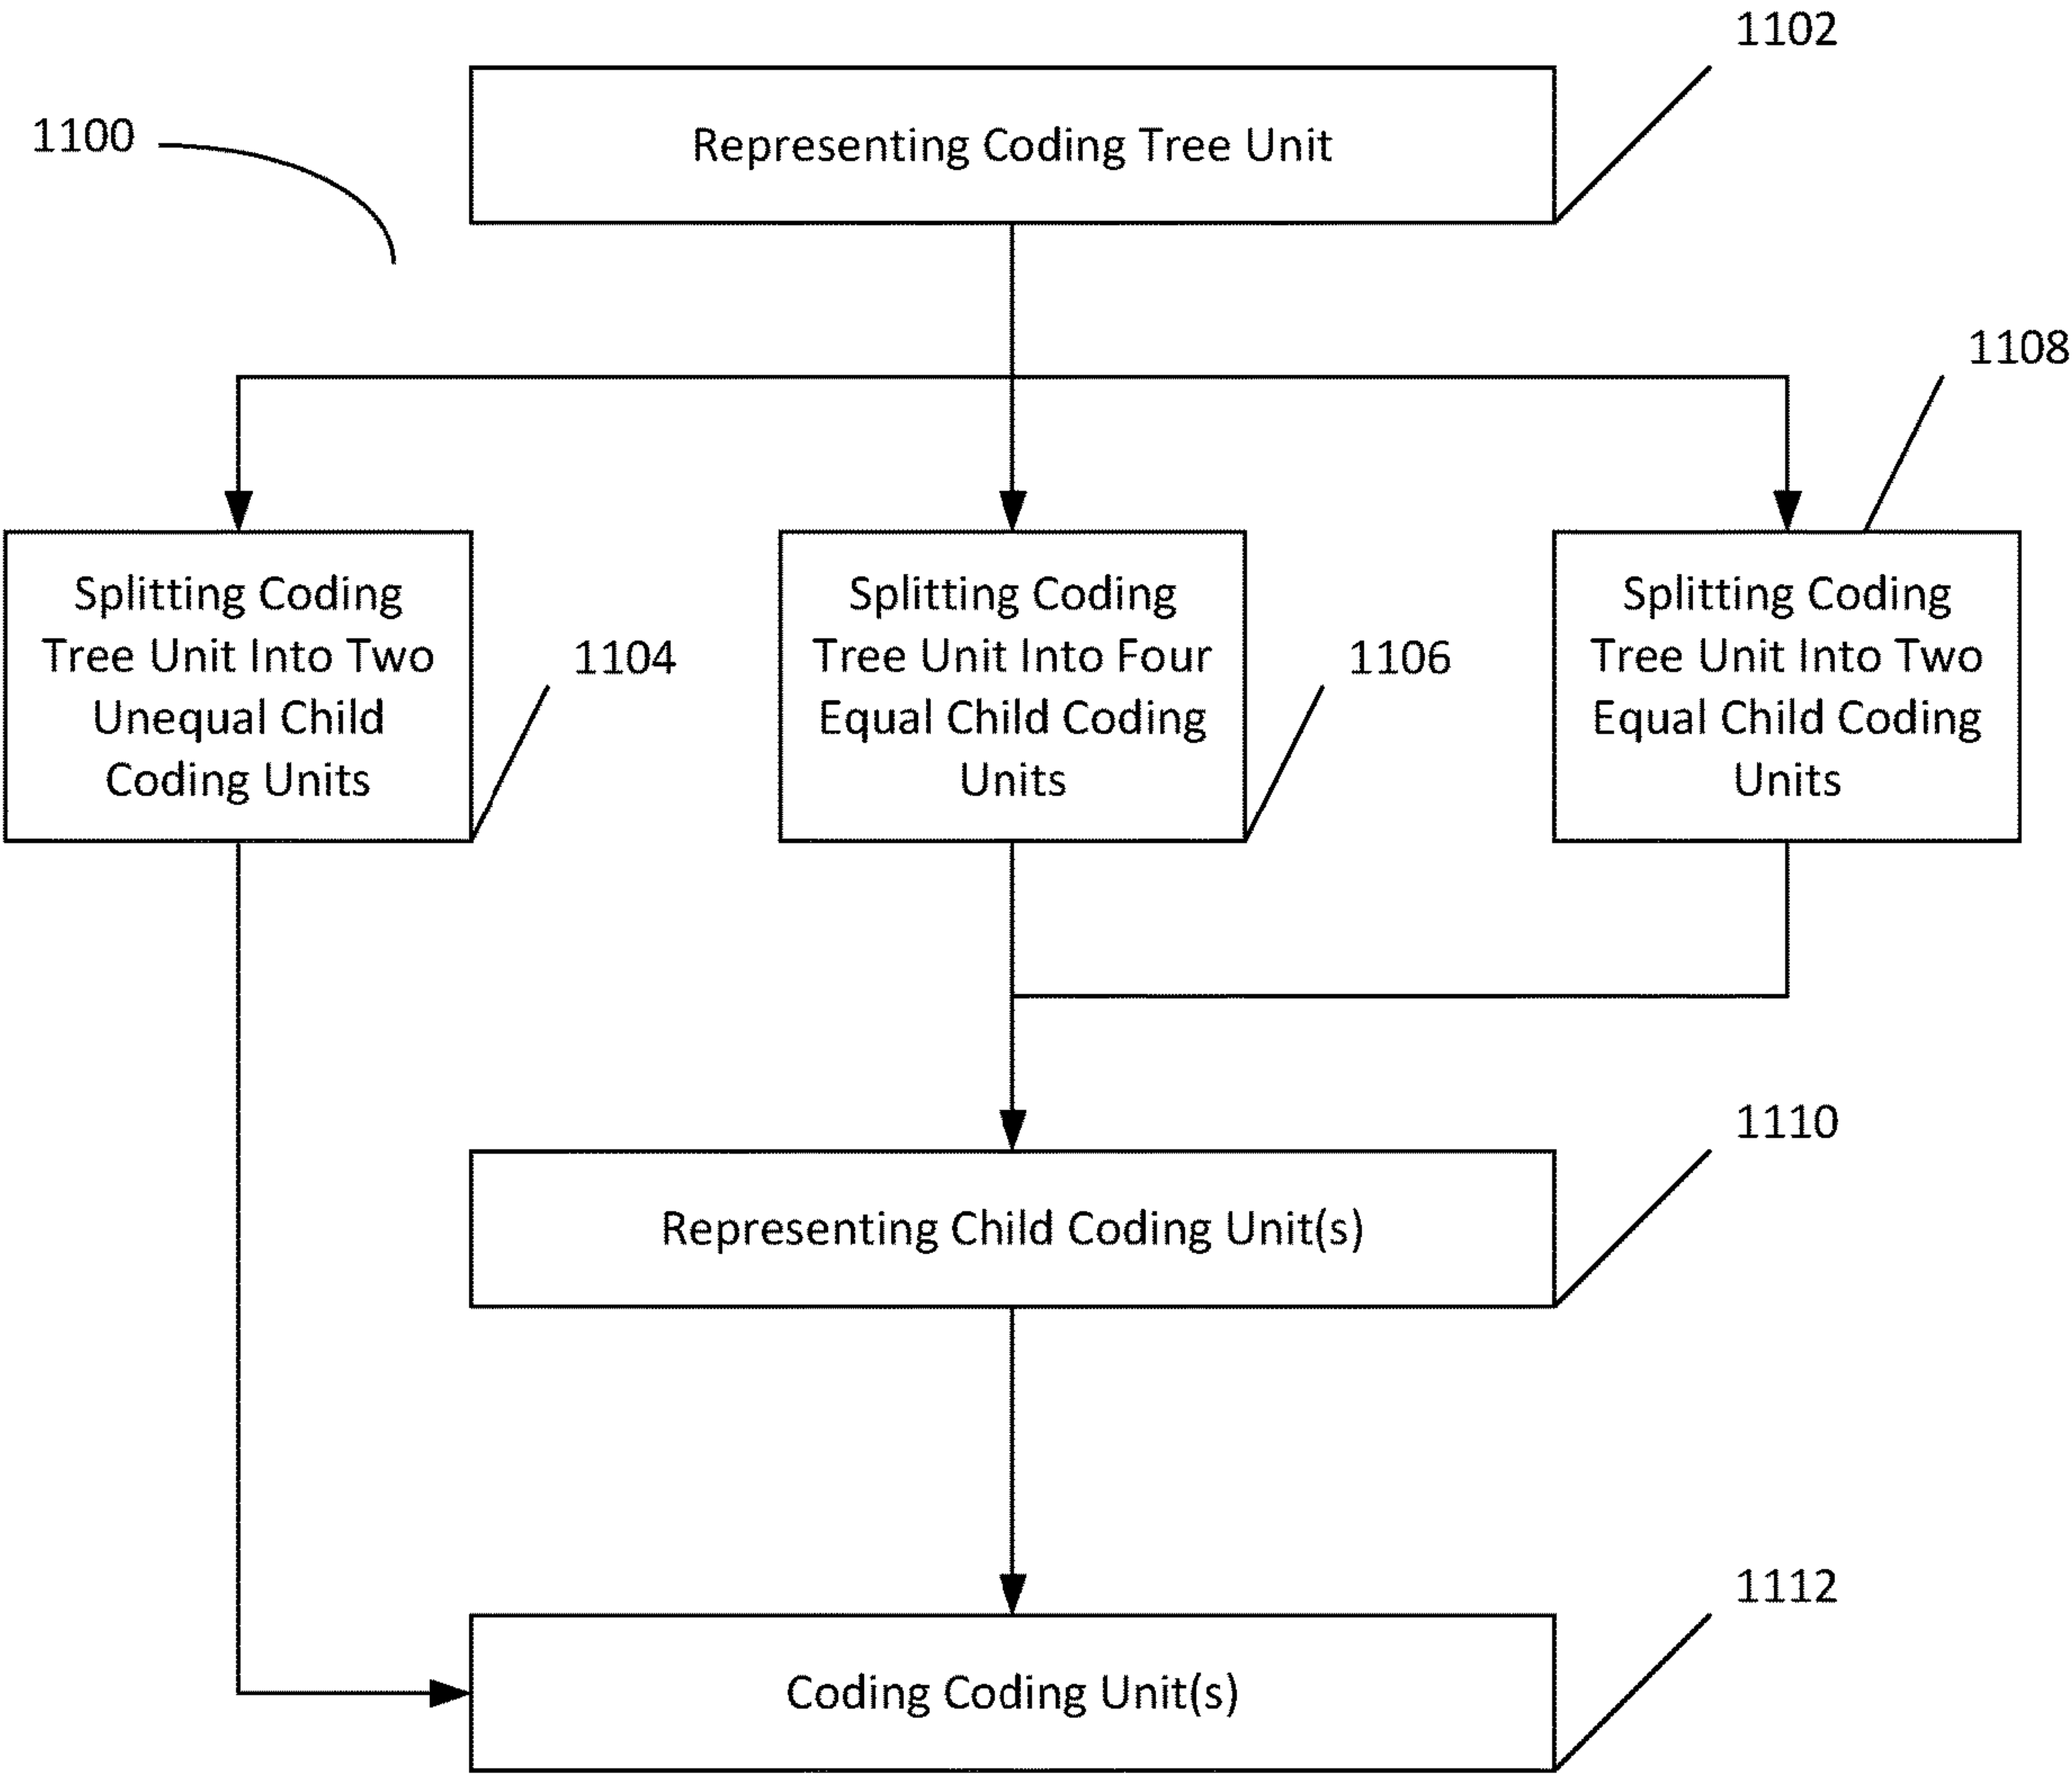 1102
1100
Representing Coding Tree Unit
1108
Splitting Coding
Tree Unit Into Two
Unequal Child
Coding Units
1104
Splitting Coding
Tree Unit Into Four
Equal Child Coding
Units
1106
Splitting Coding
Tree Unit Into Two
Equal Child Coding
Units
1110
Representing Child Coding Unit(s)
1112
Coding Coding Unit(s)